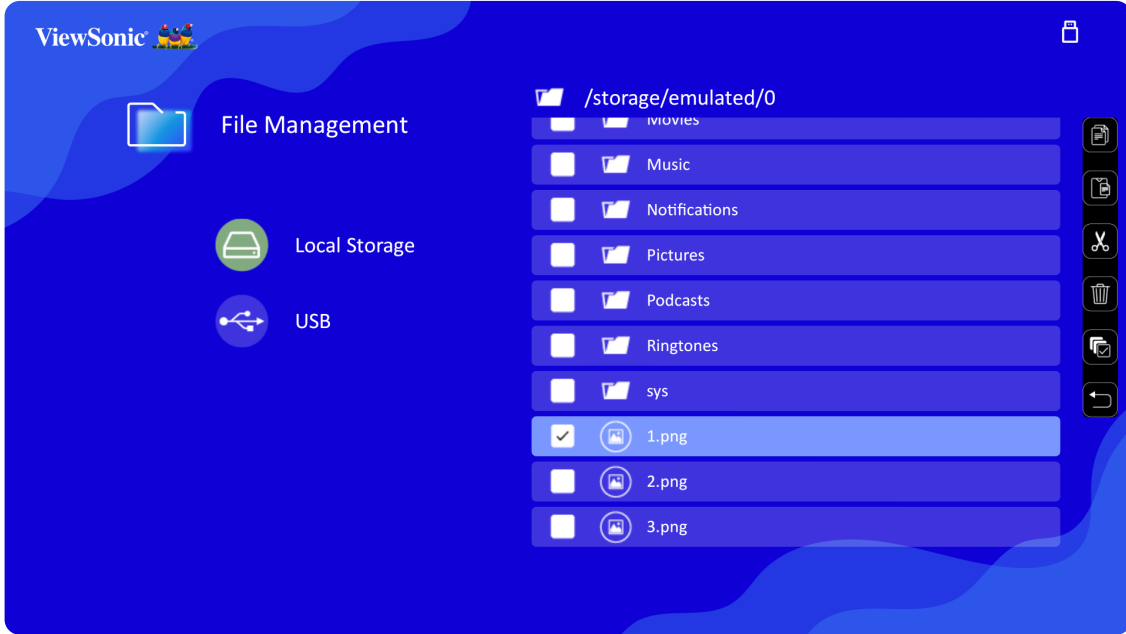 ViewSonic
/storage/emulated/0
File Management
Movies
Music
Notifications
Pictures
Podcasts
Ringtones
sys
1.png
2.png
3.png
Local Storage
USB